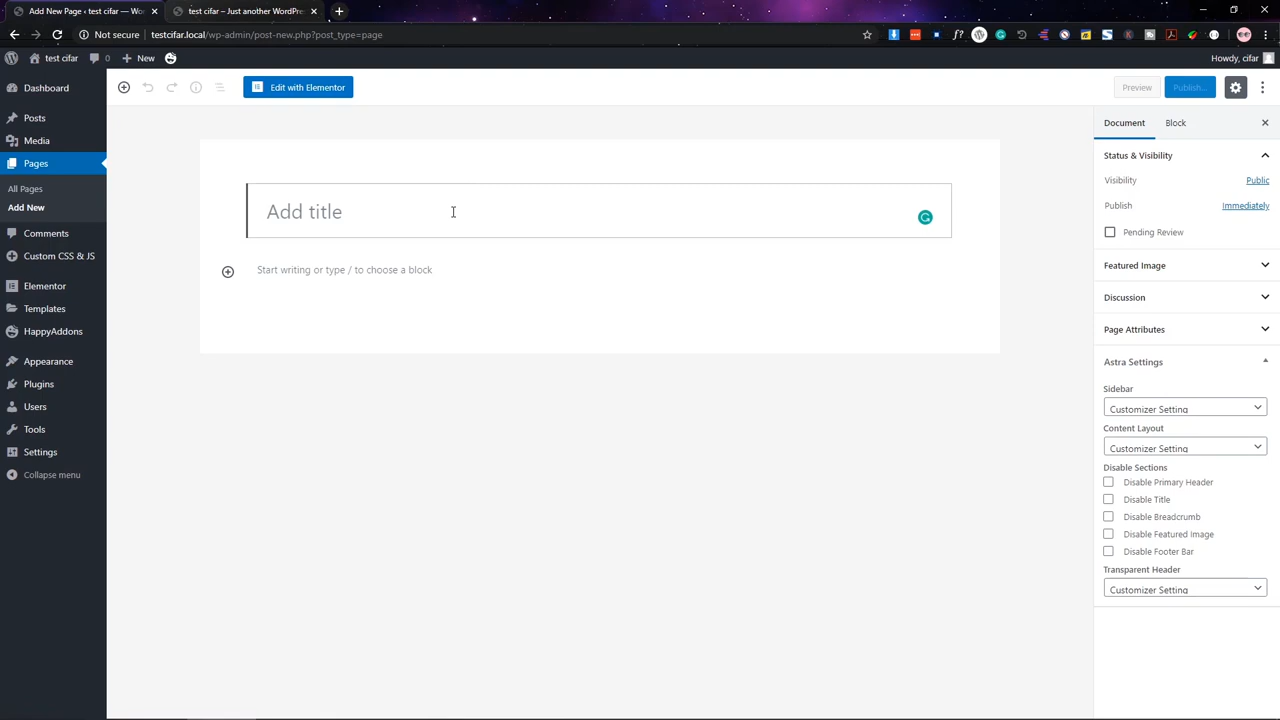 Add New Page ‹ test cifar — Wo
test cifar – Just another WordPre
Not secure
testcifar.local/wp-admin/post-new.php?post_type=page
test cifar
0
New
Howdy, cifar
Dashboard
Posts
Media
Pages
All Pages
Add New
Comments
Custom CSS & JS
Elementor
Templates
HappyAddons
Appearance
Plugins
Users
Tools
Settings
Collapse menu
Edit with Elementor
Preview
Publish...
Add title
Start writing or type / to choose a block
Document
Block
Status & Visibility
Visibility
Public
Publish
Immediately
Pending Review
Featured Image
Discussion
Page Attributes
Astra Settings
Sidebar
Customizer Setting
Content Layout
Customizer Setting
Disable Sections
Disable Primary Header
Disable Title
Disable Breadcrumb
Disable Featured Image
Disable Footer Bar
Transparent Header
Customizer Setting